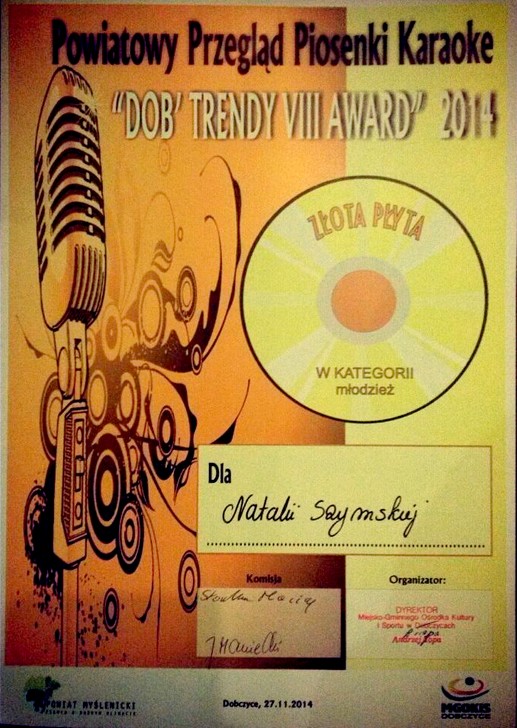 Powiatowy Przegląd Piosenki Karaoke
"DOB' TRENDY VIII AWARD" 2014
ZŁOTA PŁYTA
W KATEGORII
młodzież
Dla
Natalii Szymskiej
Komisja
Organizator:
DYREKTOR
Miejsko-Gminnego Ośrodka Kultury
i Sportu w Dobczycach
Andrzej
POWIAT MYŚLENICKI
Dobczyce, 27.11.2014
MGOKIS
DOBCZYCE